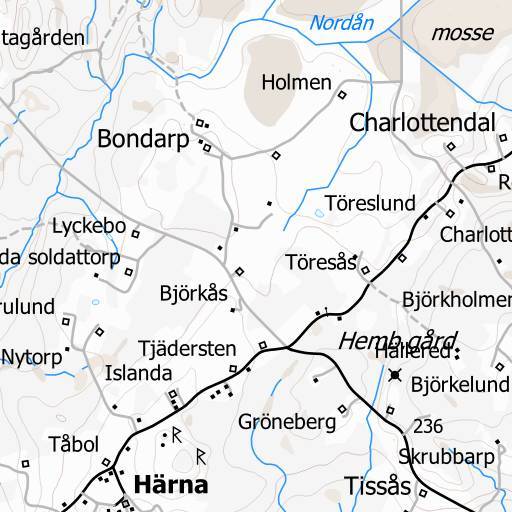 Nordån
mosse
tagården
Holmen
Charlottendal
Bondarp
R
Töreslund
Lyckebo
Charlott
da soldattorp
Töresås
Björkås
Björkholmen
rulund
Hemb.gård
Hallered
Nytorp
Tjädersten
Islanda
Björkelund
Gröneberg
236
Tåbol
Skrubbarp
Härna
Tissås